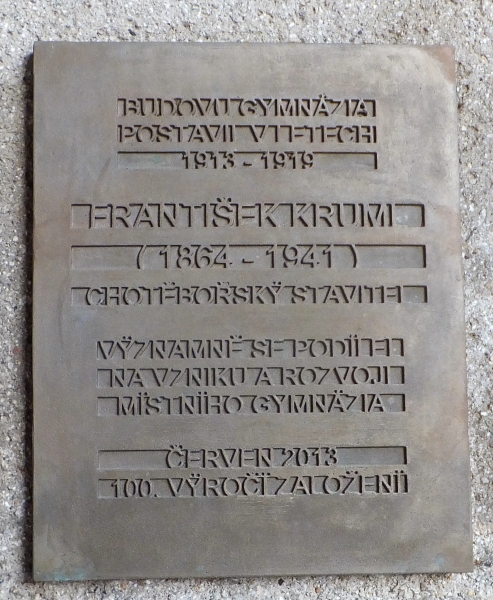 BUDOVU GYMNÁZIA
POSTAVIL V LETECH
1913 - 1919
FRANTIŠEK KRUM
( 1864 - 1941 )
CHOTĚBOŘSKÝ STAVITEL
VÝZNAMNĚ SE PODÍLEL
NA VZNIKU A ROZVOJI
MÍSTNÍHO GYMNÁZIA
ČERVEN 2013
100. VÝROČÍ ZALOŽENÍ